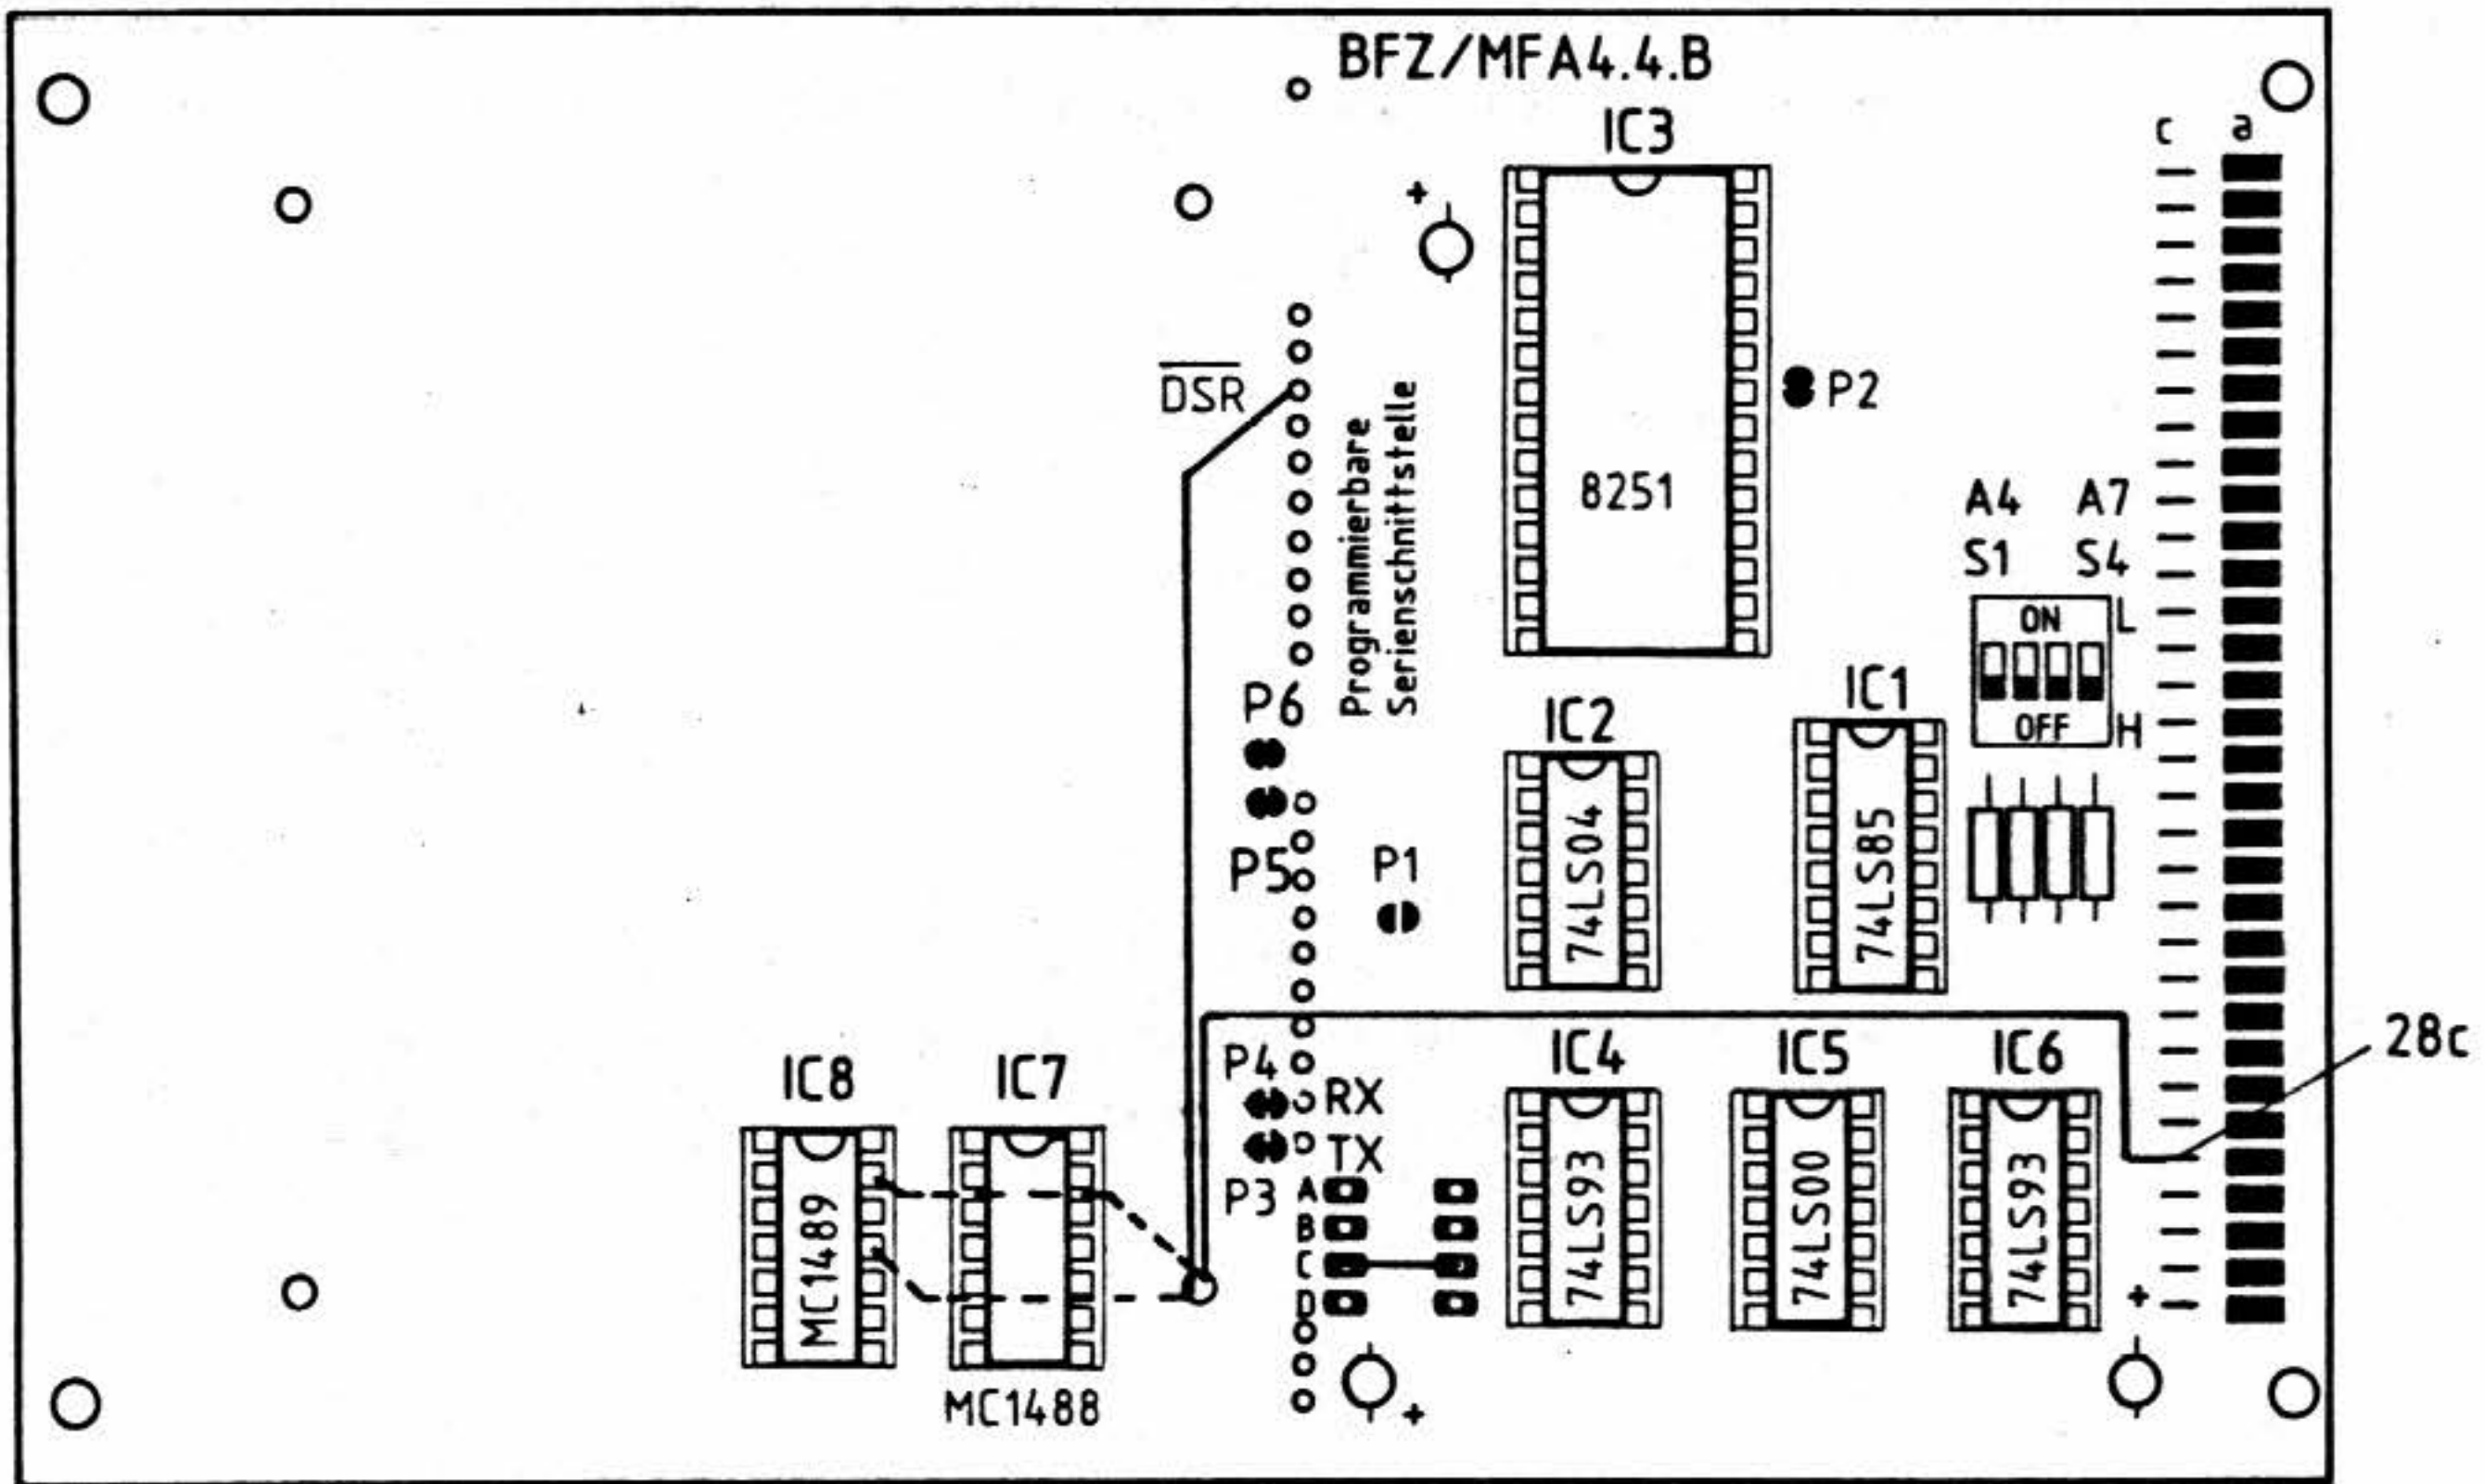 BFZ/MFA4.4.B
IC3
c a
+
DSR
8251
P2
Programmierbare
Serienschnittstelle
A4 A7
S1 S4
ON L
OFF H
P6
IC2
IC1
74LS04
74LS85
P5
P1
28c
IC8
IC7
P4
RX
TX
P3
IC4
IC5
IC6
MC1489
74LS93
74LS00
74LS93
A
B
C
D
+
MC1488
+